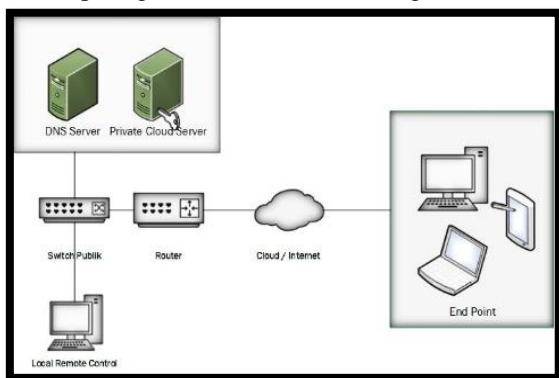 DNS Server
Private Cloud Server
Switch Publik
Router
Cloud / Internet
End Point
Local Remote Control